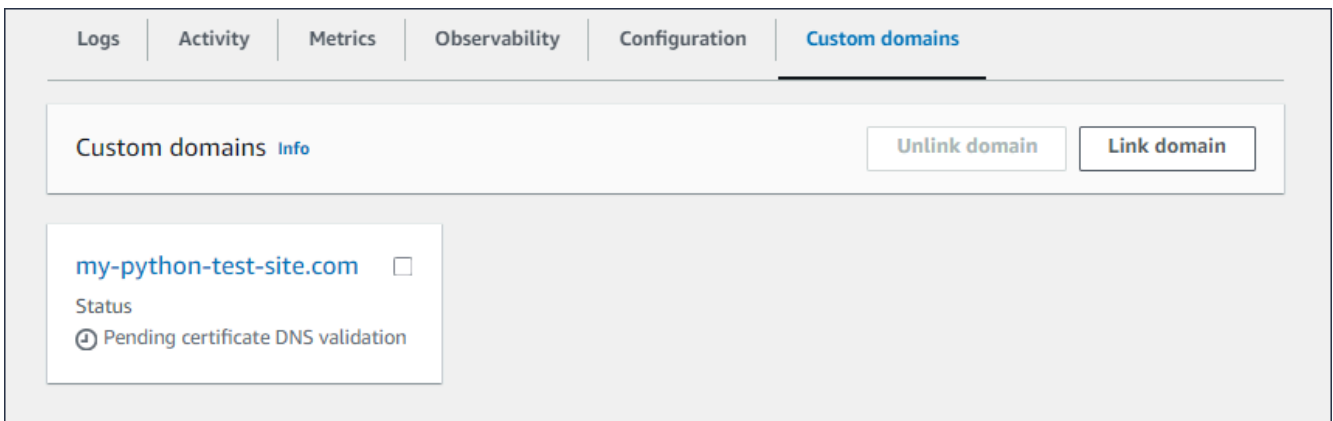 Logs Activity Metrics Observability Configuration Custom domains
Custom domains Info Unlink domain Link domain
my-python-test-site.com
Status
Pending certificate DNS validation